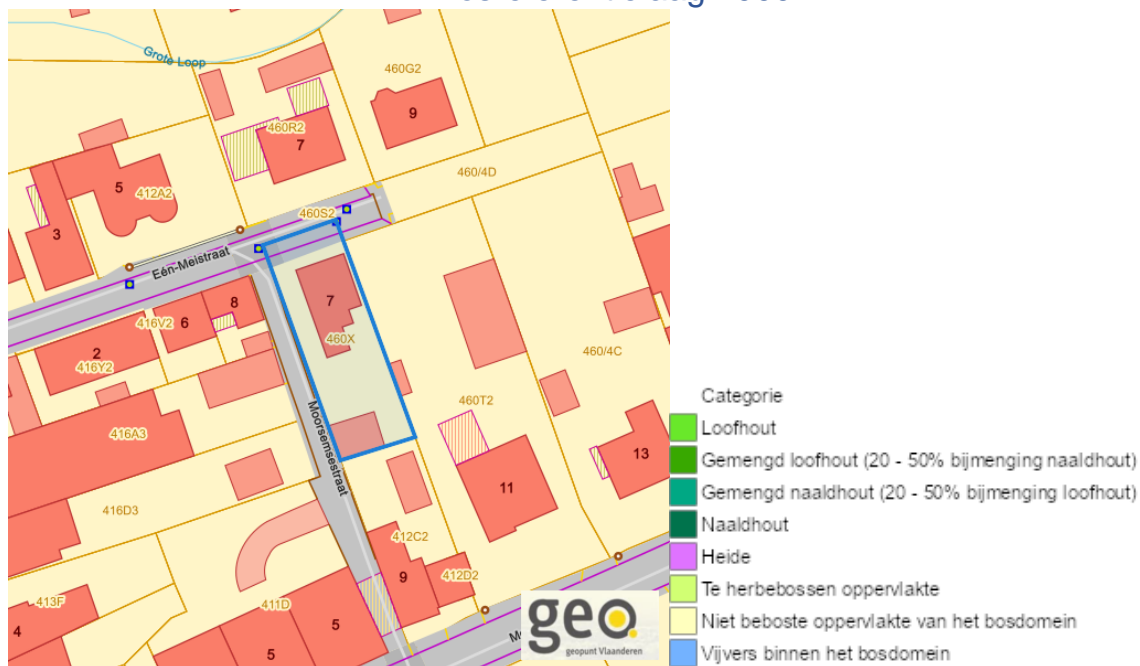 Grote Loop
460G2
9
460R2
7
5
412A2
460/4D
3
460S2
Eén-Meistraat
8
7
6
416V2
460X
2
416Y2
460/4C
Categorie
Moorsemsestraat
460T2
Loofhout
416A3
13
Gemengd loofhout (20 - 50% bijmenging naaldhout)
11
Gemengd naaldhout (20 - 50% bijmenging loofhout)
416D3
Naaldhout
412C2
Heide
9
412D2
Te herbebossen oppervlakte
413F
411D
geo
Niet beboste oppervlakte van het bosdomein
4
5
5
geopunt Vlaanderen
Vijvers binnen het bosdomein